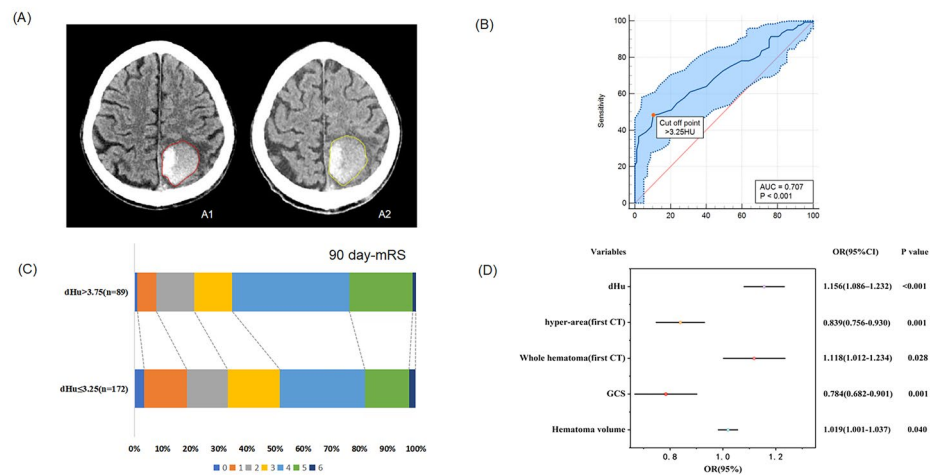 (A)
A1
A2
(B)
Sensitivity
100
80
60
40
20
0
Cut off point
>3.25HU
AUC = 0.707
P < 0.001
0 20 40 60 80 100
(C)
90 day-mRS
dHu>3.75(n=89)
dHu≤3.25(n=172)
0% 10% 20% 30% 40% 50% 60% 70% 80% 90% 100%
0 1 2 3 4 5 6
(D)
Variables OR(95%CI) P value
dHu 1.156(1.086–1.232) <0.001
hyper-area(first CT) 0.839(0.756-0.930) 0.001
Whole hematoma(first CT) 1.118(1.012-1.234) 0.028
GCS 0.784(0.682-0.901) 0.001
Hematoma volume 1.019(1.001-1.037) 0.040
0.8 1.0 1.2
OR(95%)